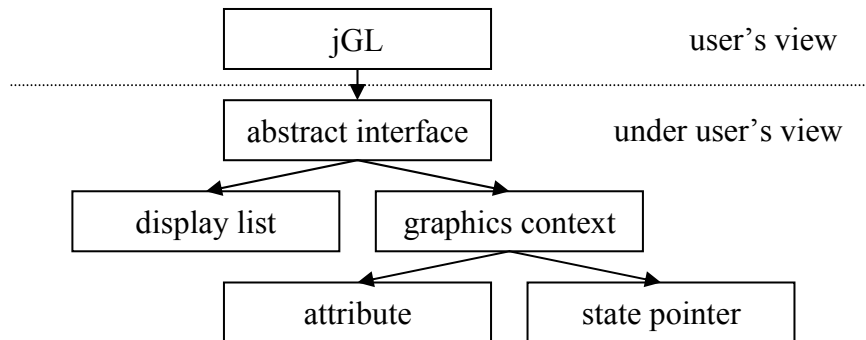 jGL
user’s view
abstract interface
under user’s view
display list
graphics context
attribute
state pointer